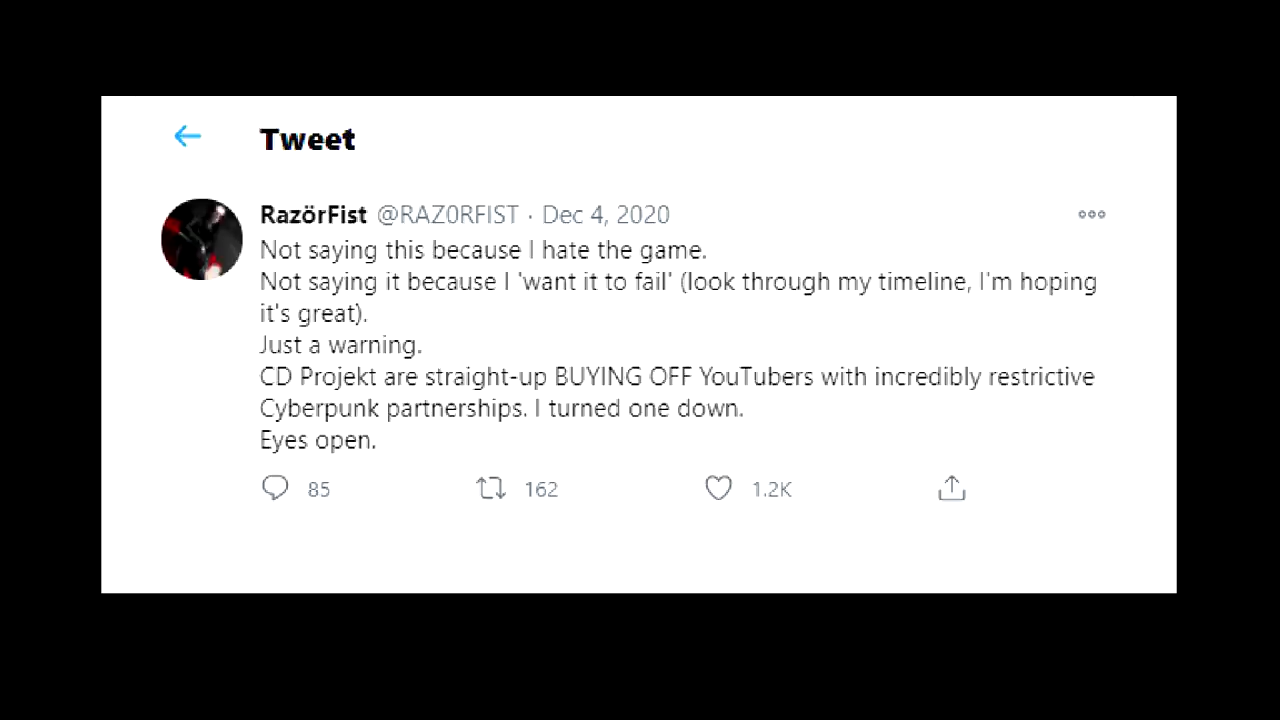 Tweet
RazörFist @RAZ0RFIST · Dec 4, 2020
Not saying this because I hate the game.
Not saying it because I 'want it to fail' (look through my timeline, I'm hoping
it's great).
Just a warning.
CD Projekt are straight-up BUYING OFF YouTubers with incredibly restrictive
Cyberpunk partnerships. I turned one down.
Eyes open.
85 162 1.2K